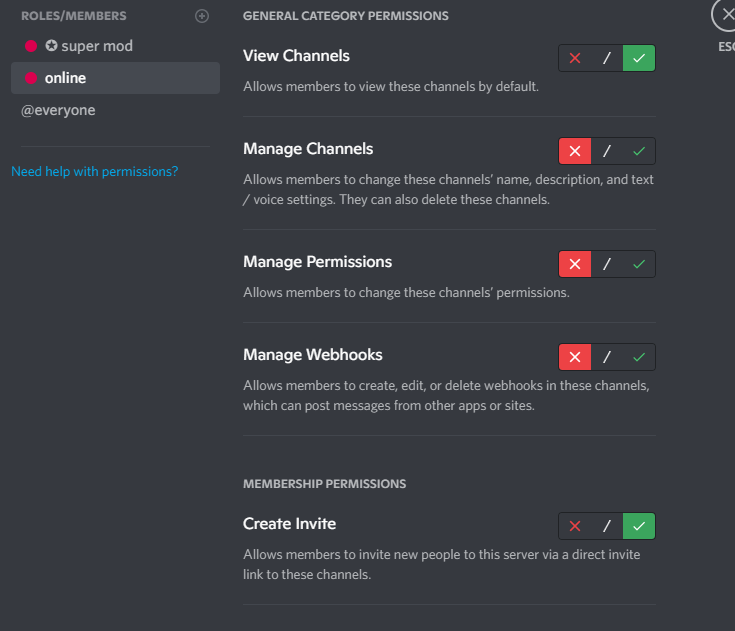 ROLES/MEMBERS
super mod
online
@everyone
Need help with permissions?
GENERAL CATEGORY PERMISSIONS
View Channels
/
Allows members to view these channels by default.
Manage Channels
/
Allows members to change these channels' name, description, and text
/ voice settings. They can also delete these channels.
Manage Permissions
/
Allows members to change these channels' permissions.
Manage Webhooks
/
Allows members to create, edit, or delete webhooks in these channels,
which can post messages from other apps or sites.
MEMBERSHIP PERMISSIONS
Create Invite
/
Allows members to invite new people to this server via a direct invite
link to these channels.
ESC